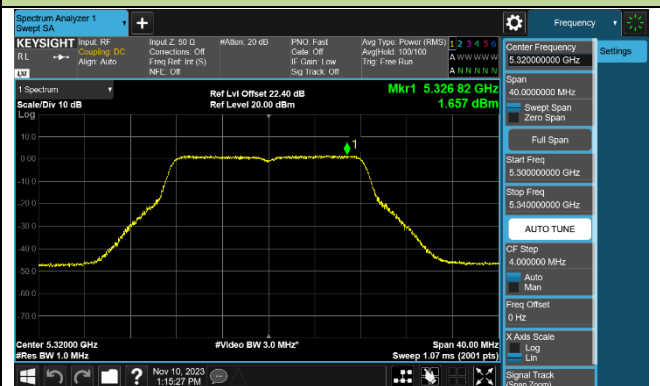 Spectrum Analyzer 1
Swept SA
Frequency
KEYSIGHT
RL
LXI
Input: RF
Coupling: DC
Align: Auto
Input Z: 50 Ω
Corrections: Off
Freq Ref: Int (S)
NFE: Off
#Atten: 20 dB
PNO: Fast
Gate: Off
IF Gain: Low
Sig Track: Off
Avg Type: Power (RMS)
Avg|Hold: 100/100
Trig: Free Run
1 2 3 4 5 6
A W W W W W
A N N N N N
1 Spectrum
Scale/Div 10 dB
Log
Ref Lvl Offset 22.40 dB
Ref Level 20.00 dBm
Mkr1 5.326 82 GHz
1.657 dBm
10.0
0.00
-10.0
-20.0
-30.0
-40.0
-50.0
-60.0
-70.0
1
Center 5.32000 GHz
#Res BW 1.0 MHz
#Video BW 3.0 MHz*
Span 40.00 MHz
Sweep 1.07 ms (2001 pts)
Nov 10, 2023
1:15:27 PM
Center Frequency
5.320000000 GHz
Settings
Span
40.0000000 MHz
Swept Span
Zero Span
Full Span
Start Freq
5.300000000 GHz
Stop Freq
5.340000000 GHz
AUTO TUNE
CF Step
4.000000 MHz
Auto
Man
Freq Offset
0 Hz
X Axis Scale
Log
Lin
Signal Track
(Span Zoom)